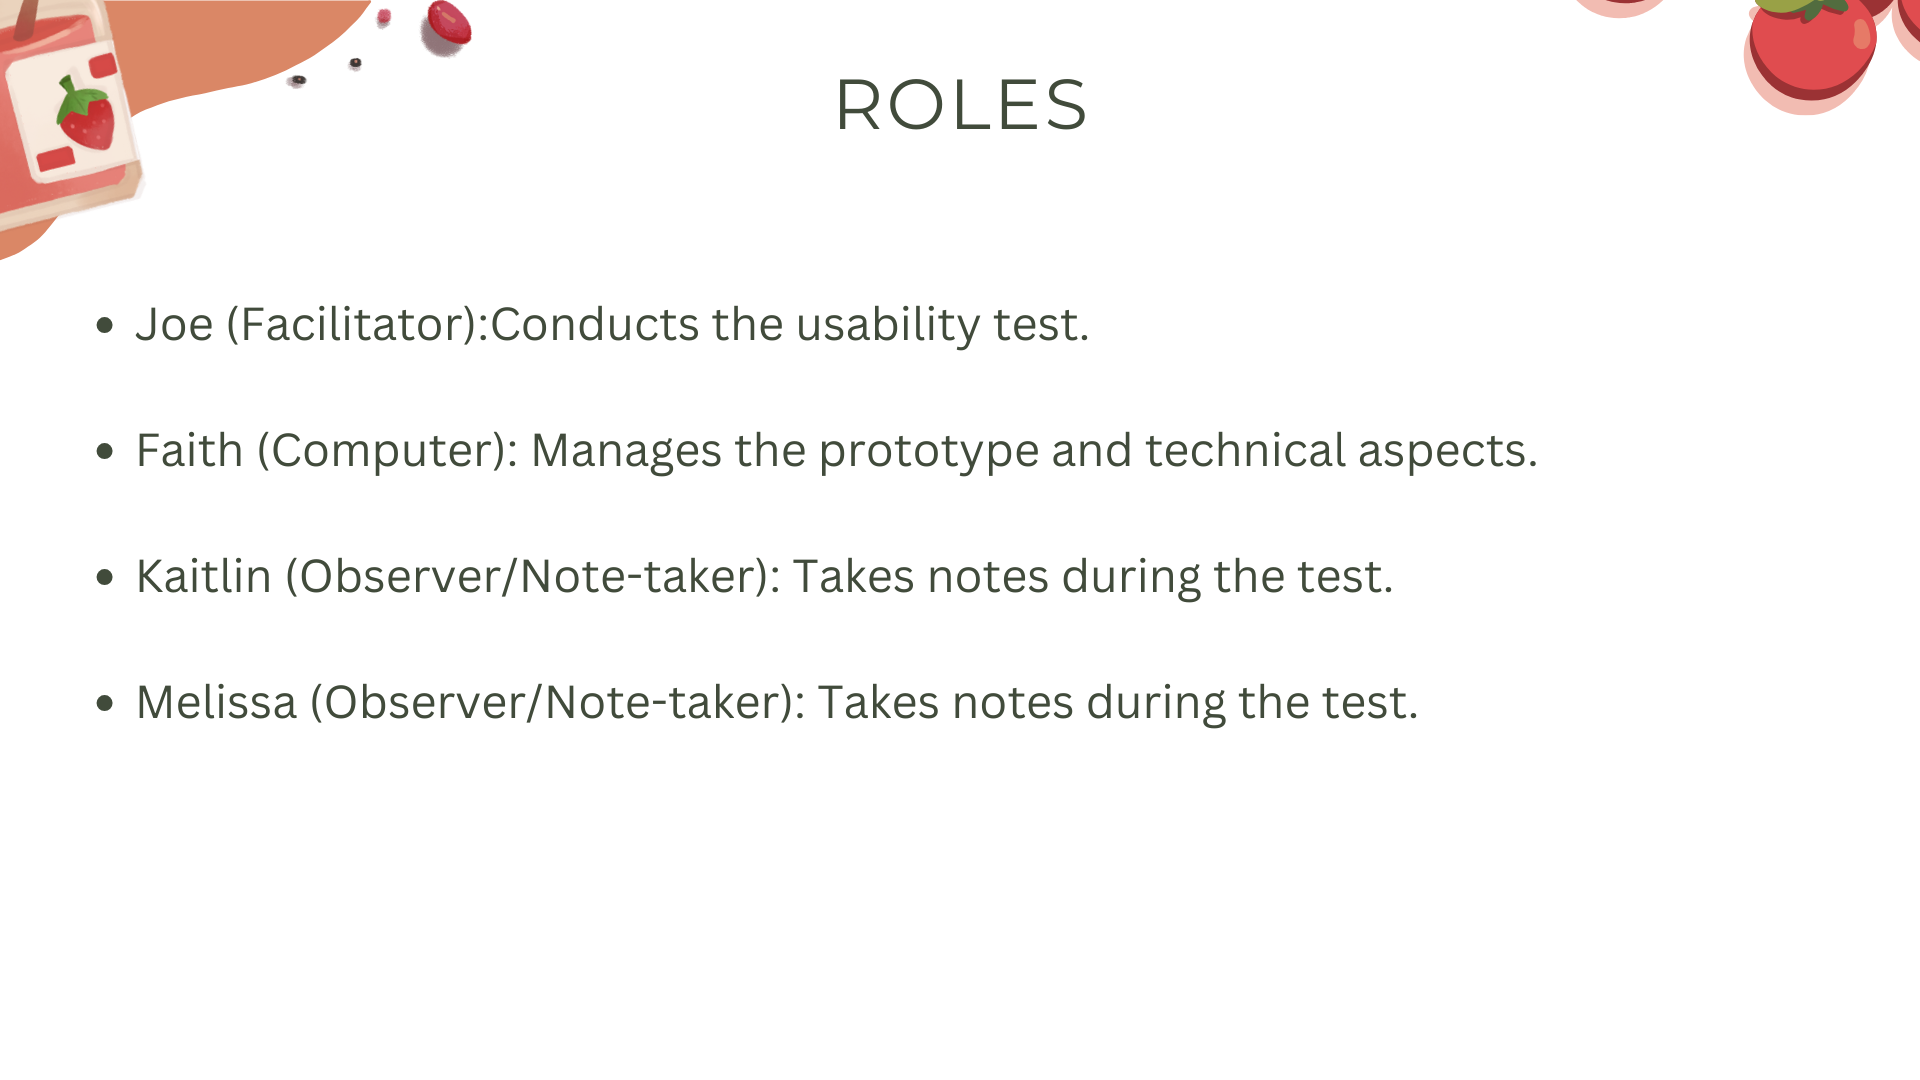 ROLES
• Joe (Facilitator):Conducts the usability test.
• Faith (Computer): Manages the prototype and technical aspects.
• Kaitlin (Observer/Note-taker): Takes notes during the test.
• Melissa (Observer/Note-taker): Takes notes during the test.